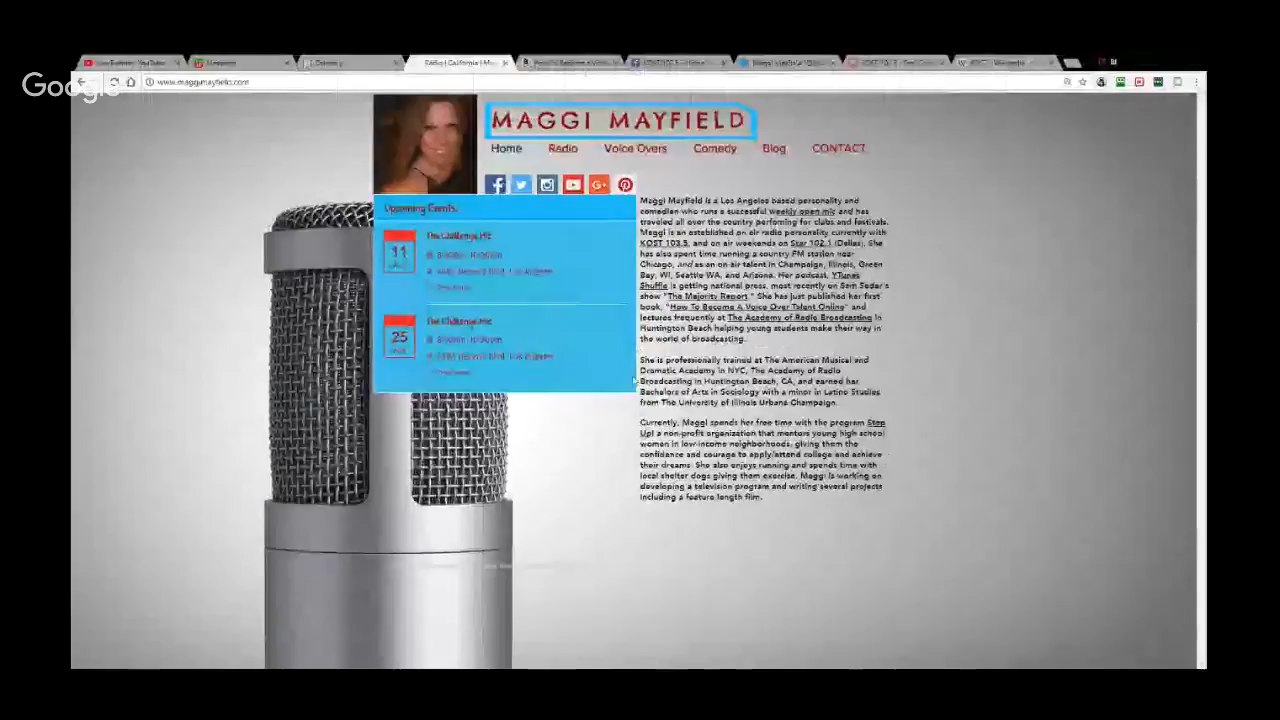 Google
www.maggimayfield.com
MAGGI MAYFIELD
Home Radio Voice Overs Comedy Blog CONTACT
Upcoming Events
The Challenge Mic
11
The Challenge Mic
25
Maggi Mayfield is a Los Angeles based personality and
comedian who runs a successful weekly open mic and has
traveled all over the country perfoming for clubs and festivals.
Maggi is an established on air radio personality currently with
KOST 103.5, and on air weekends on Star 102.1 (Dallas). She
has also spent time running a country FM station near
Chicago, and as an on air talent in Champaign, Illinois, Green
Bay, WI, Seattle WA, and Arizona. Her podcast, YTunes
Shuffle is getting national press, most recently on Sam Seder's
show "The Majority Report." She has just published her first
book, "How To Become A Voice Over Talent Online" and
lectures frequently at The Academy of Radio Broadcasting in
Huntington Beach helping young students make their way in
the world of broadcasting.
She is professionally trained at The American Musical and
Dramatic Academy in NYC, The Academy of Radio
Broadcasting in Huntington Beach, CA, and earned her
Bachelors of Arts in Sociology with a minor in Latino Studies
from The University of Illinois Urbana Champaign.
Currently, Maggi spends her free time with the program Step
Up! a non-profit organization that mentors young high school
women in low-income neighborhoods, giving them the
confidence and courage to apply/attend college and achieve
their dreams. She also enjoys running and spends time with
local shelter dogs giving them exercise. Maggi is working on
developing a television program and writing several projects
including a feature length film.